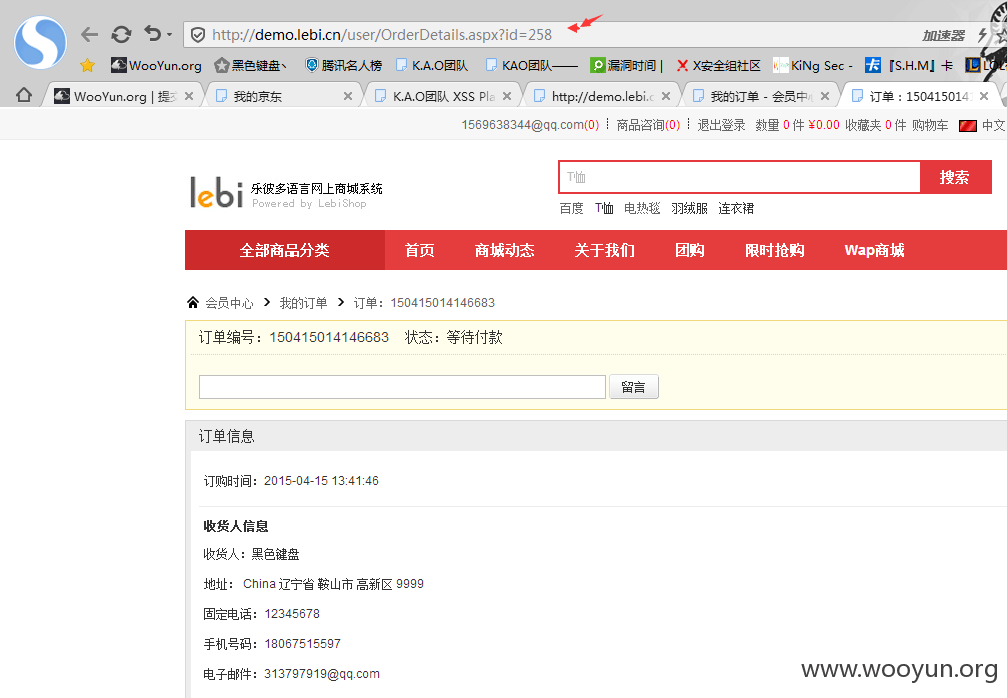 http://demo.lebi.cn/user/OrderDetails.aspx?id=258 加速器
WooYun.org 黑色键盘丶 腾讯名人榜 K.A.O团队 KAO团队—— 漏洞时间 | X安全组社区 KiNg Sec - 『S.H.M』 卡
WooYun.org | 提 我的京东 K.A.O团队 XSS Pla http://demo.lebi.c 我的订单 - 会员中 订单：150415014
1569638344@qq.com(0) 商品咨询(0) 退出登录 数量 0 件 ¥0.00 收藏夹 0 件 购物车 中文
lebi 乐彼多语言网上商城系统
Powered by LebiShop
T恤 搜索
百度 T恤 电热毯 羽绒服 连衣裙
全部商品分类 首页 商城动态 关于我们 团购 限时抢购 Wap商城
会员中心 我的订单 订单：150415014146683
订单编号：150415014146683 状态：等待付款
留言
订单信息
订购时间：2015-04-15 13:41:46
收货人信息
收货人：黑色键盘
地址： China 辽宁省 鞍山市 高新区 9999
固定电话：12345678
手机号码：18067515597
电子邮件：313797919@qq.com
www.wooyun.org